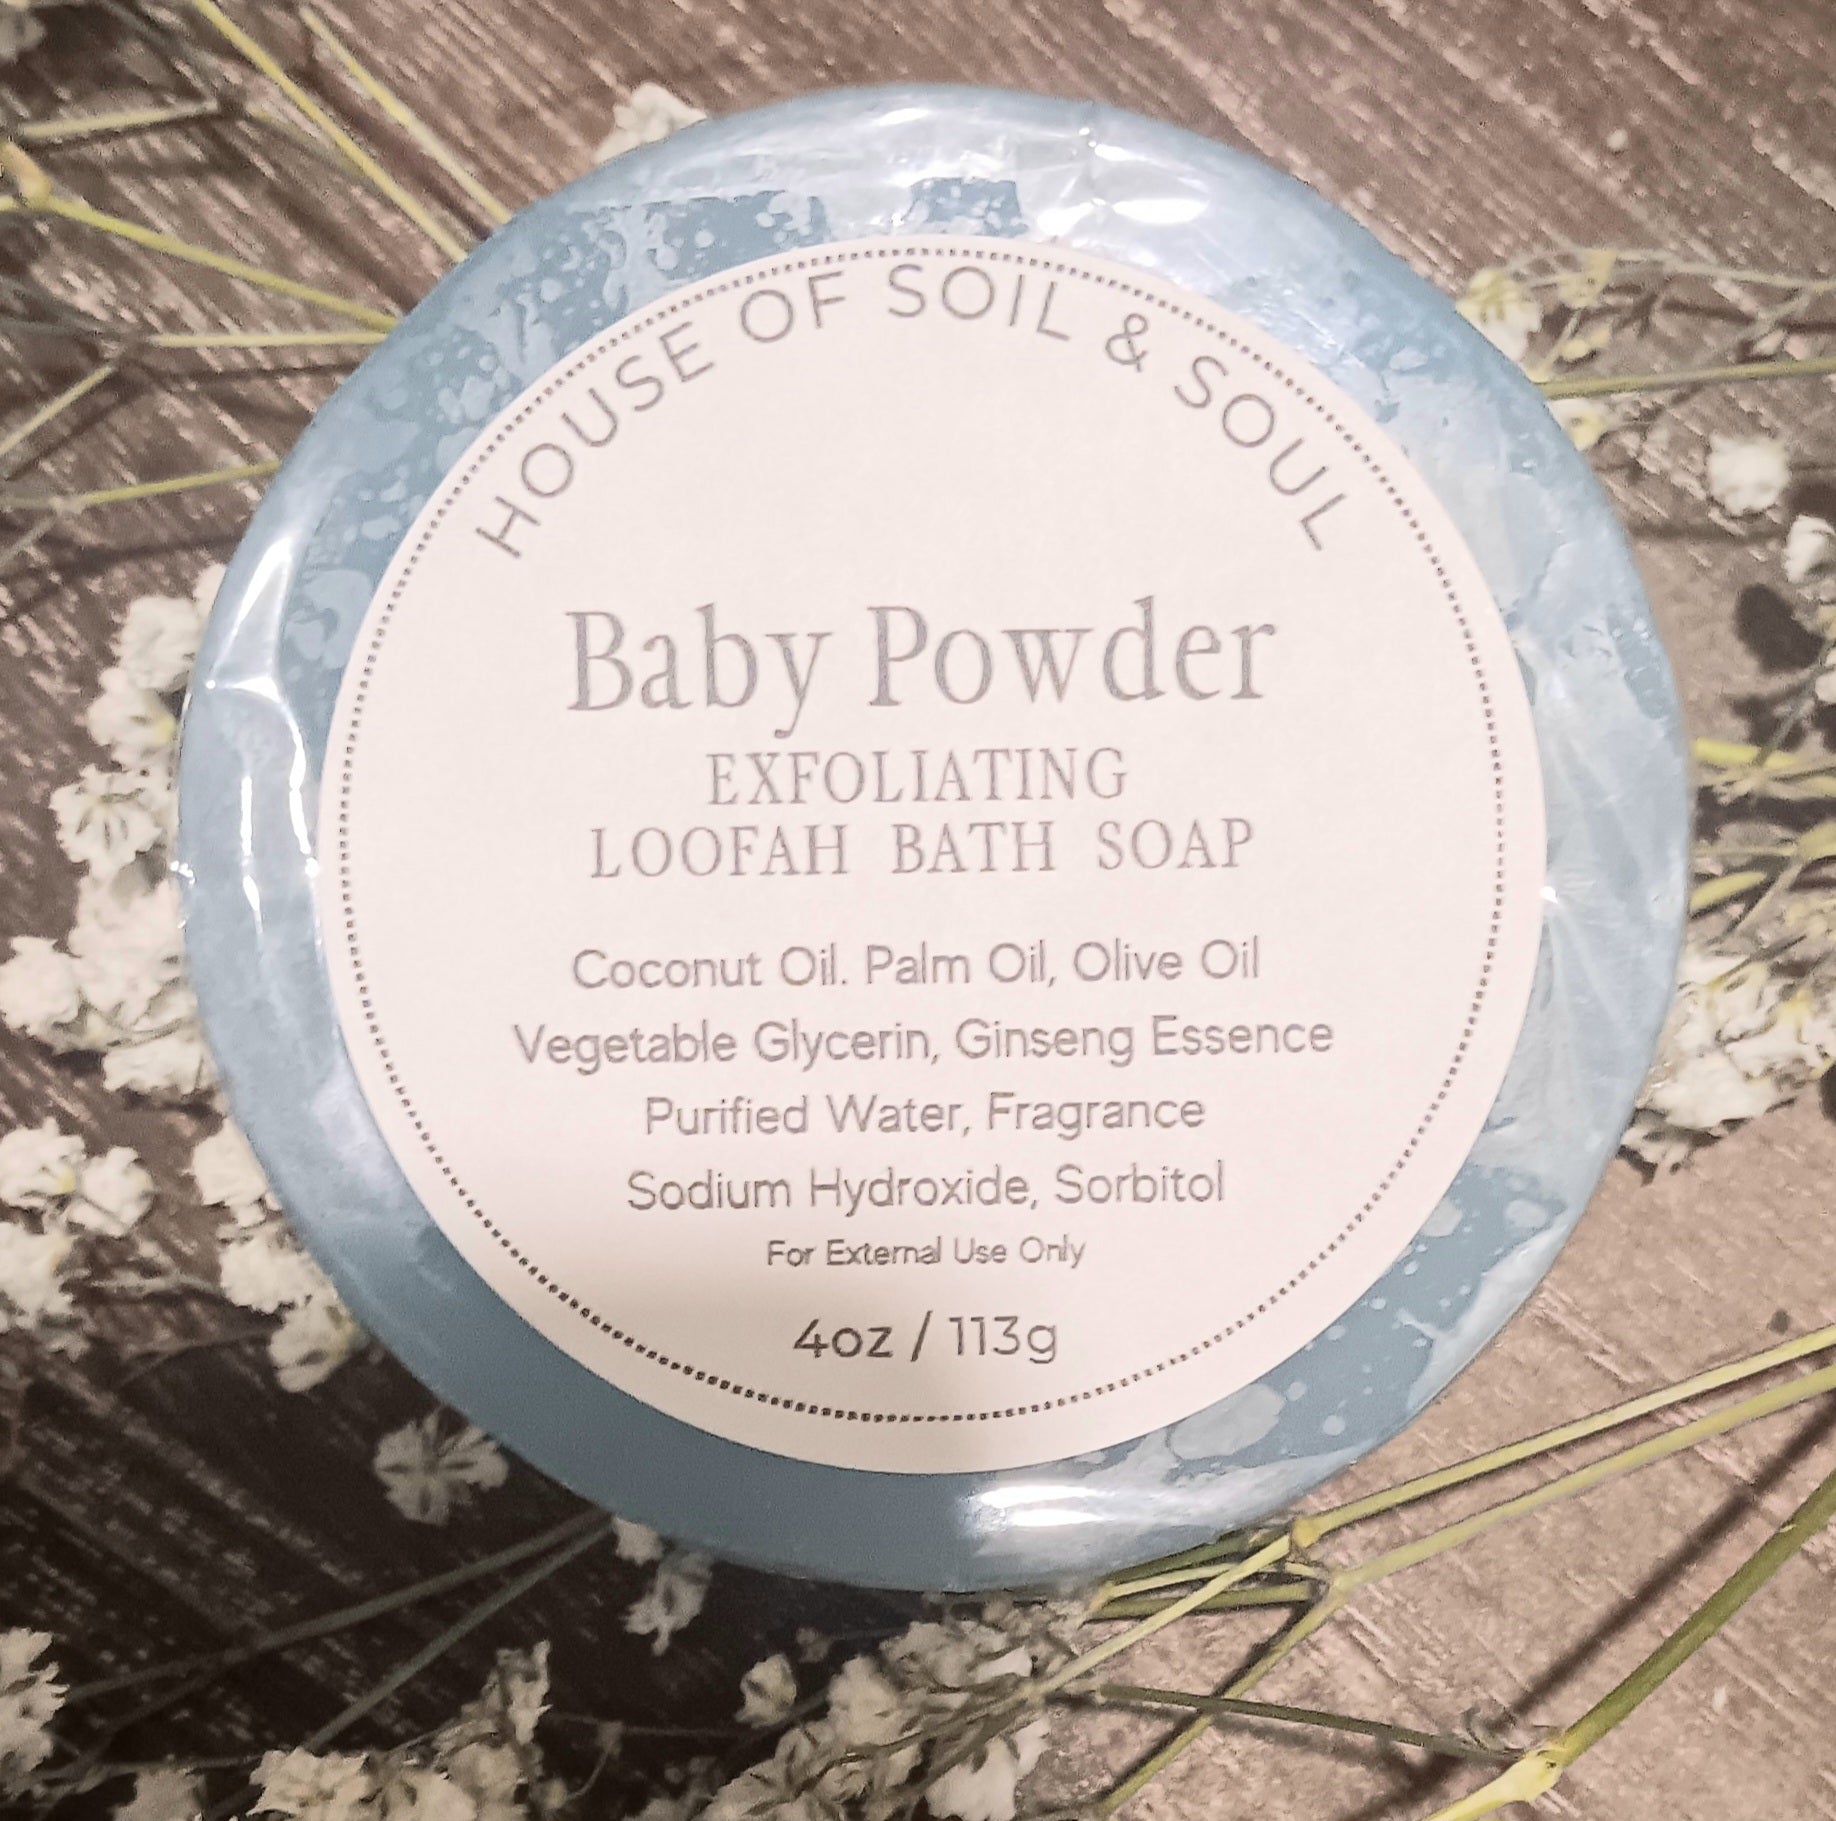 HOUSE OF SOIL & SOUL
Baby Powder
EXFOLIATING
LOOFAH BATH SOAP
Coconut Oil. Palm Oil, Olive Oil
Vegetable Glycerin, Ginseng Essence
Purified Water, Fragrance
Sodium Hydroxide, Sorbitol
For External Use Only
4oz / 113g